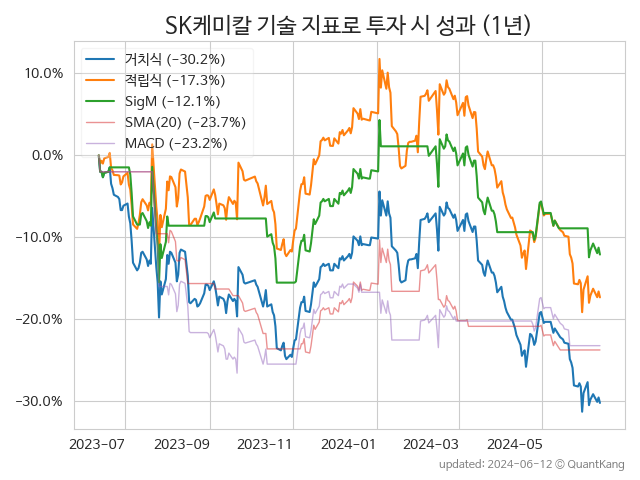 SK케미칼 기술 지표로 투자 시 성과 (1년)
거치식 (−30.2%)
적립식 (−17.3%)
SigM (−12.1%)
SMA(20) (−23.7%)
MACD (−23.2%)
10.0%
0.0%
−10.0%
−20.0%
−30.0%
2023−07
2023−09
2023−11
2024−01
2024−03
2024−05
updated: 2024−06−12 © QuantKang